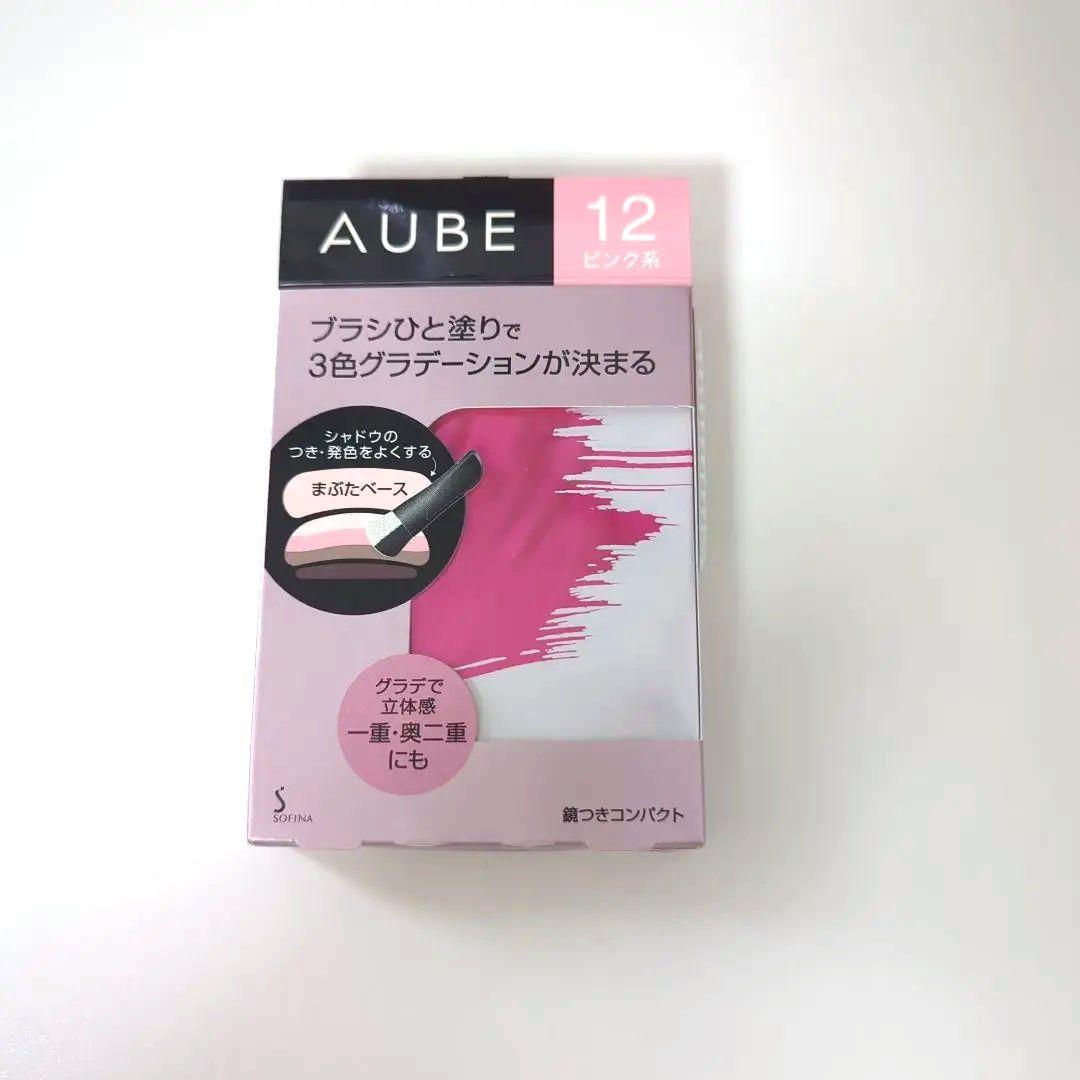 AUBE
12
ピンク系
ブラシひと塗りで
3色グラデーションが決まる
シャドウの
つき・発色をよくする
まぶたベース
グラデで
立体感
一重・奥二重
にも
SOFINA
鏡つきコンパクト